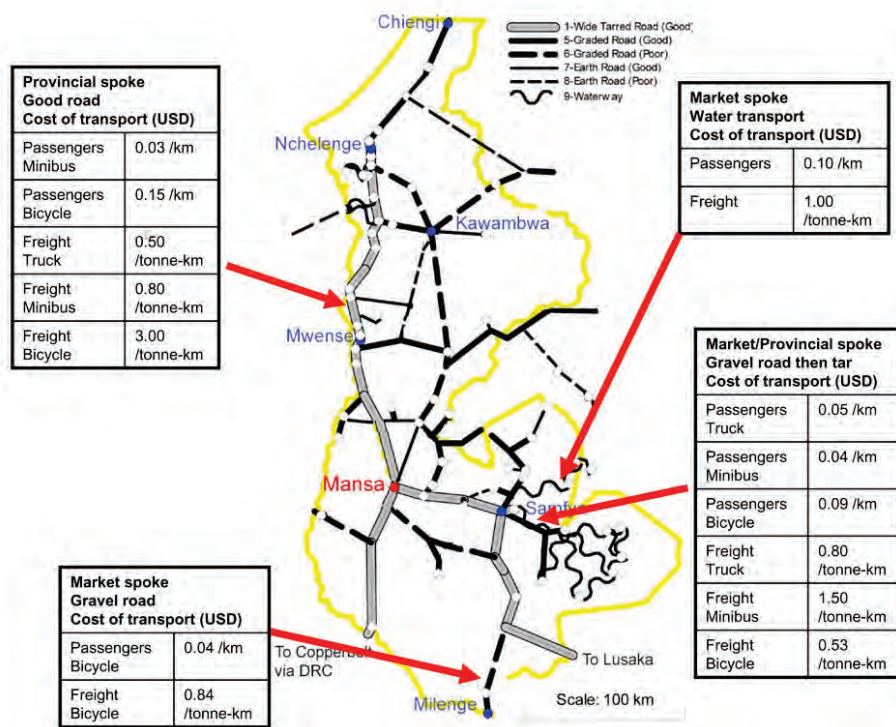 Chiengi
1-Wide Tarred Road (Good)
5-Graded Road (Good)
6-Graded Road (Poor)
7-Earth Road (Good)
8-Earth Road (Poor)
9-Waterway
Provincial spoke
Good road
Cost of transport (USD)
Passengers
Minibus
0.03 /km
Passengers
Bicycle
0.15 /km
Freight
Truck
0.50
/tonne-km
Freight
Minibus
0.80
/tonne-km
Freight
Bicycle
3.00
/tonne-km
Market spoke
Water transport
Cost of transport (USD)
Passengers
0.10 /km
Freight
1.00
/tonne-km
Nchelenge
Kawambwa
Mwense
Mansa
Market/Provincial spoke
Gravel road then tar
Cost of transport (USD)
Passengers
Truck
0.05 /km
Passengers
Minibus
0.04 /km
Passengers
Bicycle
0.09 /km
Freight
Truck
0.80
/tonne-km
Freight
Minibus
1.50
/tonne-km
Freight
Bicycle
0.53
/tonne-km
Market spoke
Gravel road
Cost of transport (USD)
Passengers
Bicycle
0.04 /km
Freight
Bicycle
0.84
/tonne-km
via DRC
To Lusaka
Milenge
Scale: 100 km